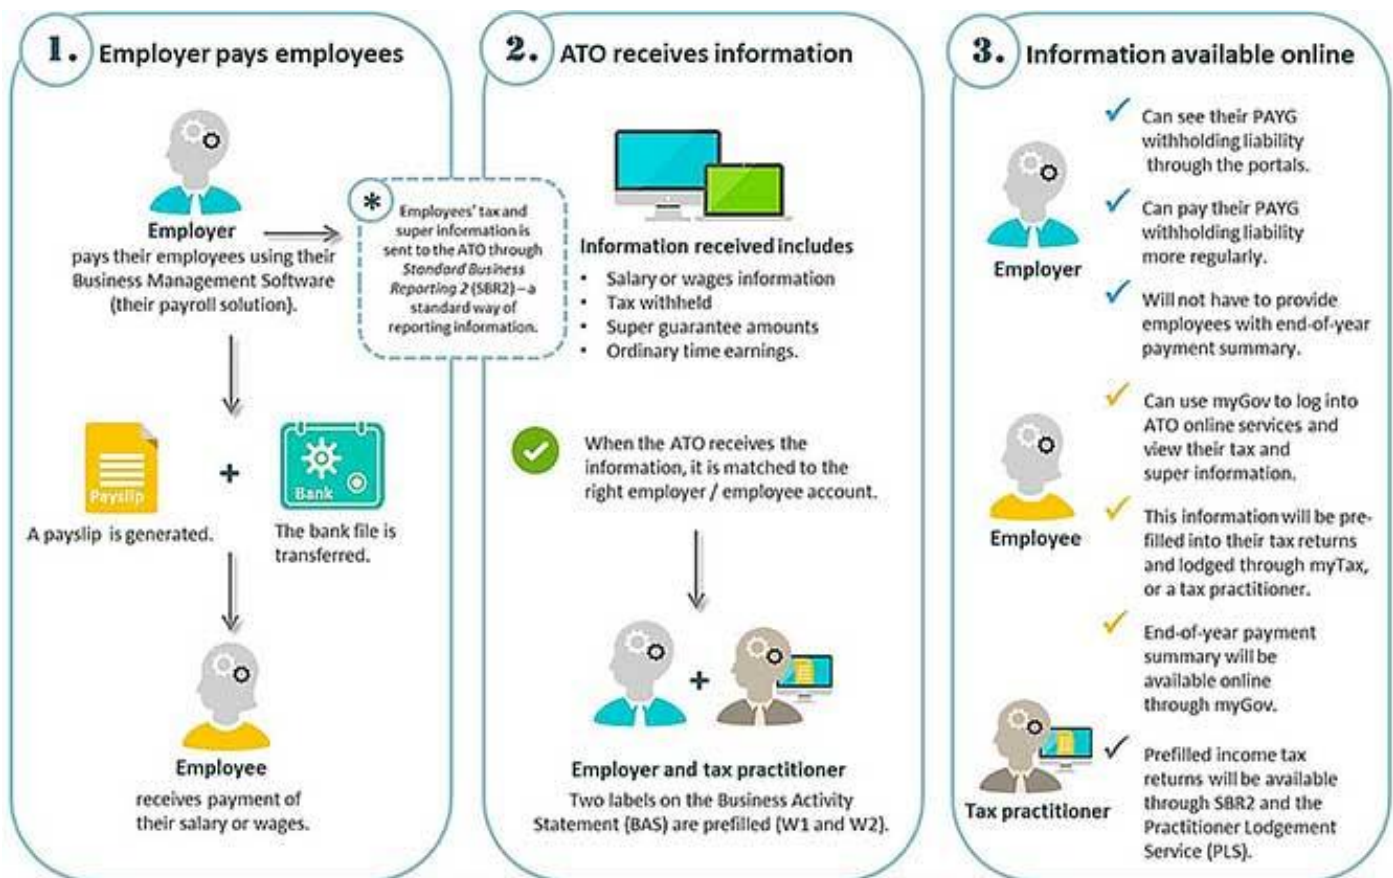 1. Employer pays employees
Employer
pays their employees using their
Business Management Software
(their payroll solution).
*
Employees' tax and
super information is
sent to the ATO through
Standard Business
Reporting 2 (SBR2) – a
standard way of
reporting information.
Payslip
+
Bank
A payslip is generated.
The bank file is
transferred.
Employee
receives payment of
their salary or wages.
2. ATO receives information
Information received includes
• Salary or wages information
• Tax withheld
• Super guarantee amounts
• Ordinary time earnings.
When the ATO receives the
information, it is matched to the
right employer / employee account.
+
Employer and tax practitioner
Two labels on the Business Activity
Statement (BAS) are prefilled (W1 and W2).
3. Information available online
Employer
Can see their PAYG
withholding liability
through the portals.
Can pay their PAYG
withholding liability
more regularly.
Will not have to provide
employees with end-of-year
payment summary.
Employee
Can use myGov to log into
ATO online services and
view their tax and
super information.
This information will be pre-
filled into their tax returns
and lodged through myTax,
or a tax practitioner.
End-of-year payment
summary will be
available online
through myGov.
Tax practitioner
Prefilled income tax
returns will be available
through SBR2 and the
Practitioner Lodgement
Service (PLS).